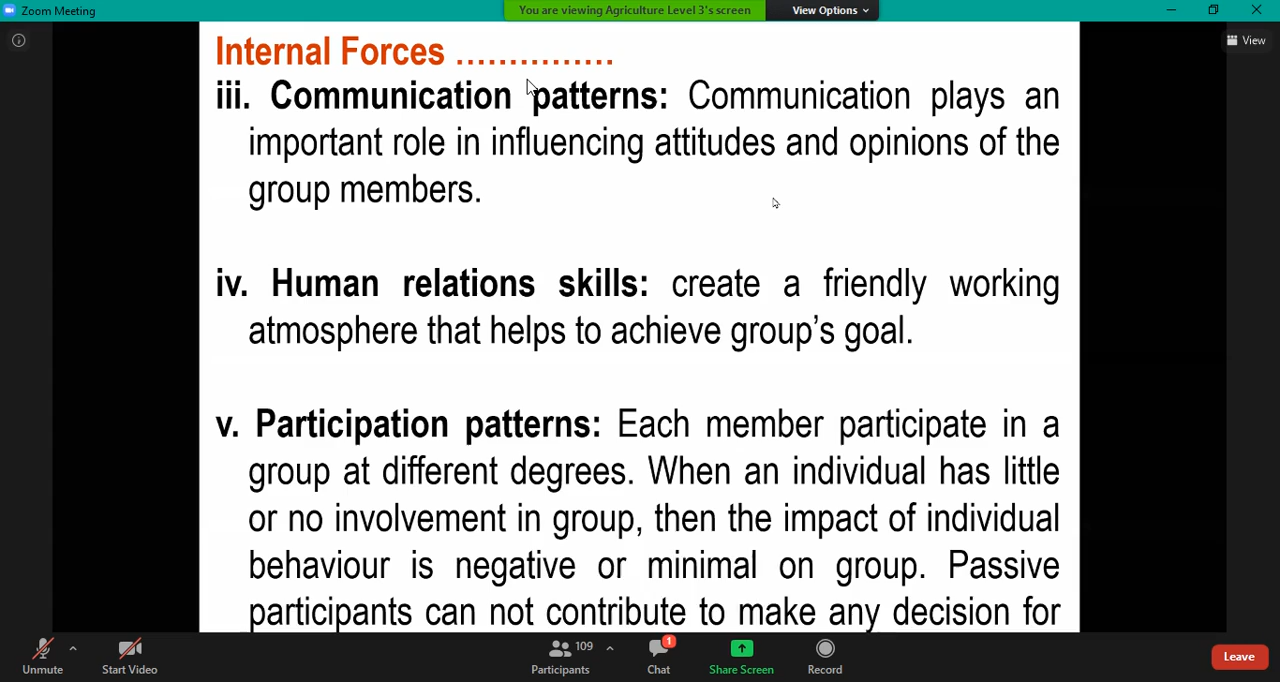 Zoom Meeting
You are viewing Agriculture Level 3's screen
View Options
View
Internal Forces ...............
iii. Communication patterns: Communication plays an
important role in influencing attitudes and opinions of the
group members.
iv. Human relations skills: create a friendly working
atmosphere that helps to achieve group’s goal.
v. Participation patterns: Each member participate in a
group at different degrees. When an individual has little
or no involvement in group, then the impact of individual
behaviour is negative or minimal on group. Passive
participants can not contribute to make any decision for
Unmute
Start Video
109
Participants
1
Chat
Share Screen
Record
Leave